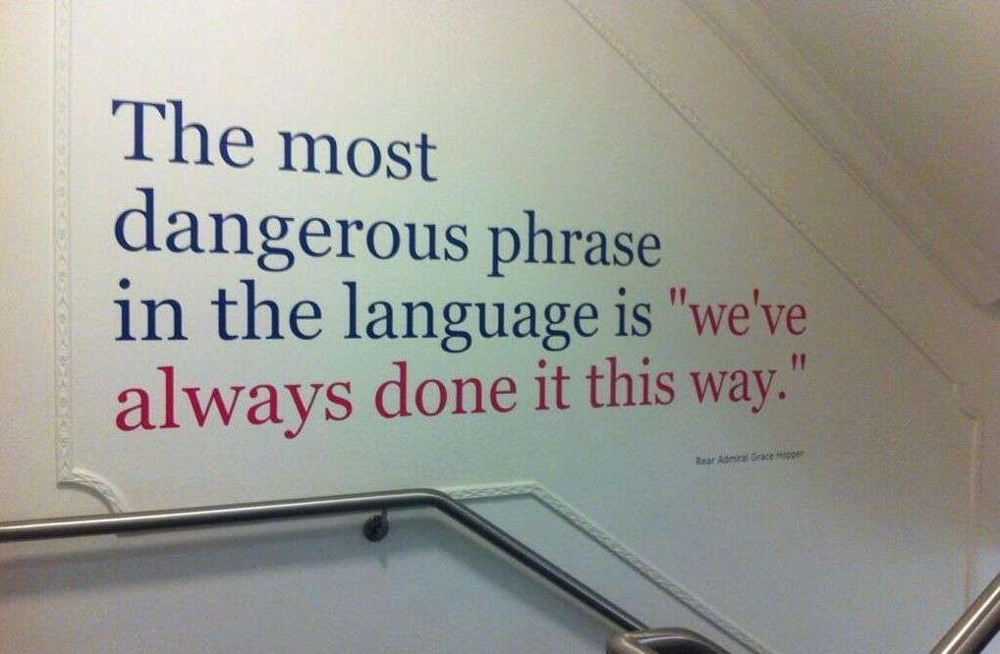 The most
dangerous phrase
in the language is "we've
always done it this way."
Rear Admiral Grace Hopper